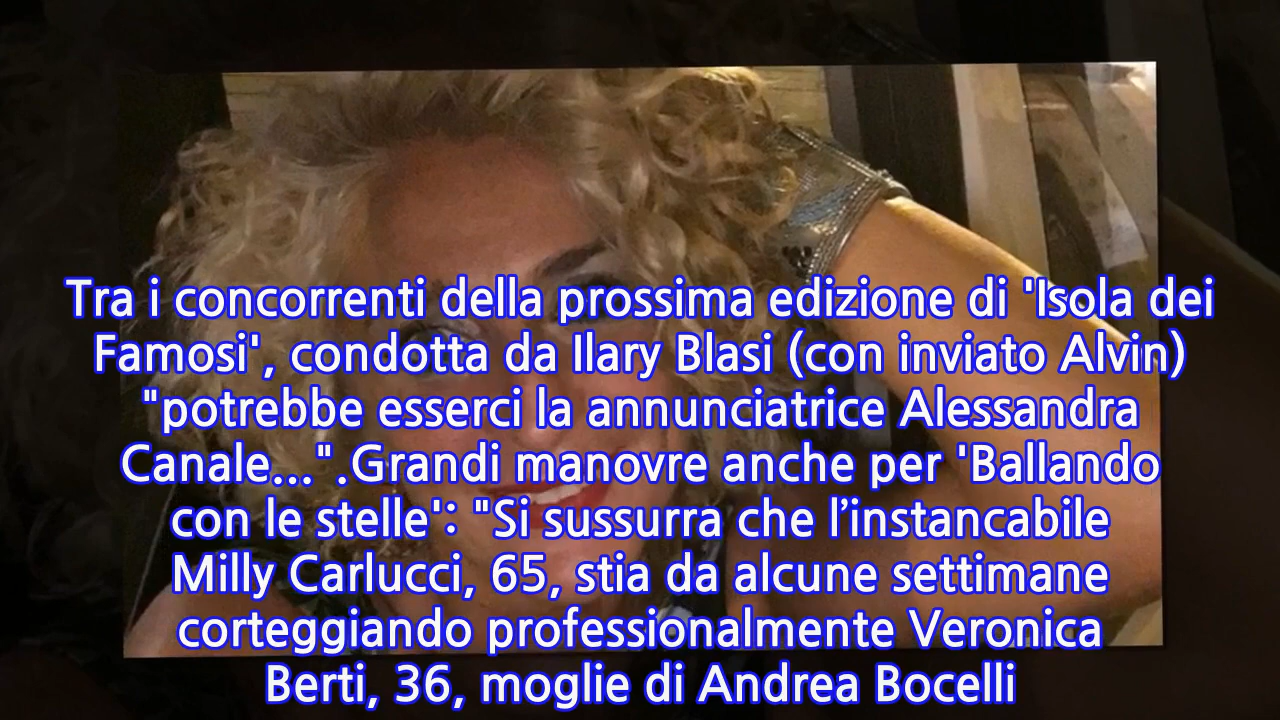 Tra i concorrenti della prossima edizione di 'Isola dei
Famosi', condotta da Ilary Blasi (con inviato Alvin)
"potrebbe esserci la annunciatrice Alessandra
Canale...".Grandi manovre anche per 'Ballando
con le stelle': "Si sussurra che l’instancabile
Milly Carlucci, 65, stia da alcune settimane
corteggiando professionalmente Veronica
Berti, 36, moglie di Andrea Bocelli